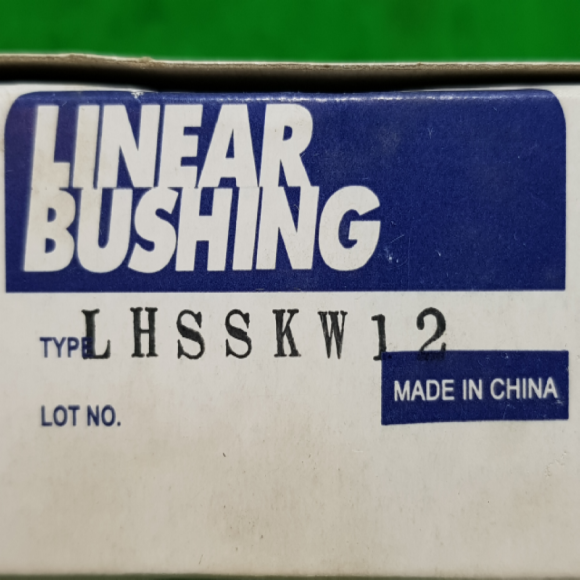 LINEAR
BUSHING
TYPE LHSSKW12
MADE IN CHINA
LOT NO.